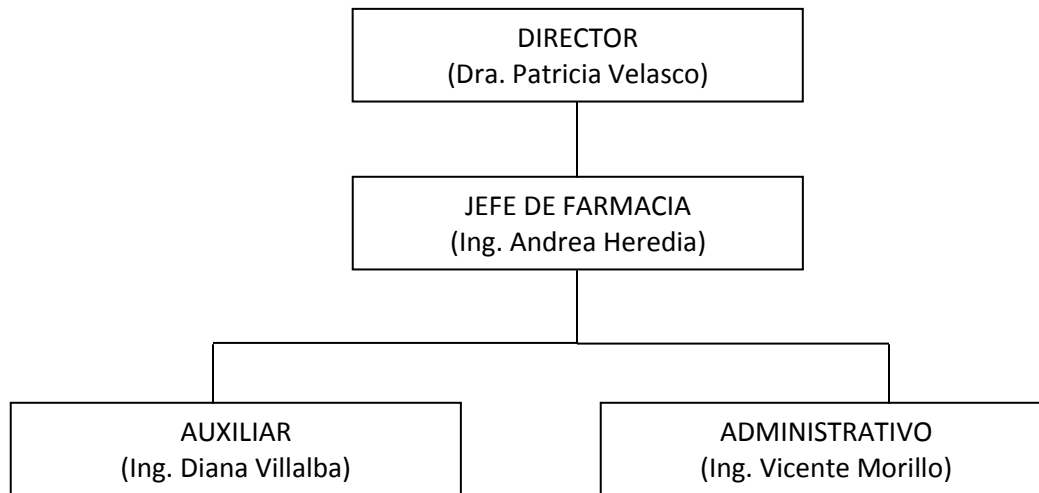 DIRECTOR
(Dra. Patricia Velasco)
JEFE DE FARMACIA
(Ing. Andrea Heredia)
AUXILIAR
(Ing. Diana Villalba)
ADMINISTRATIVO
(Ing. Vicente Morillo)